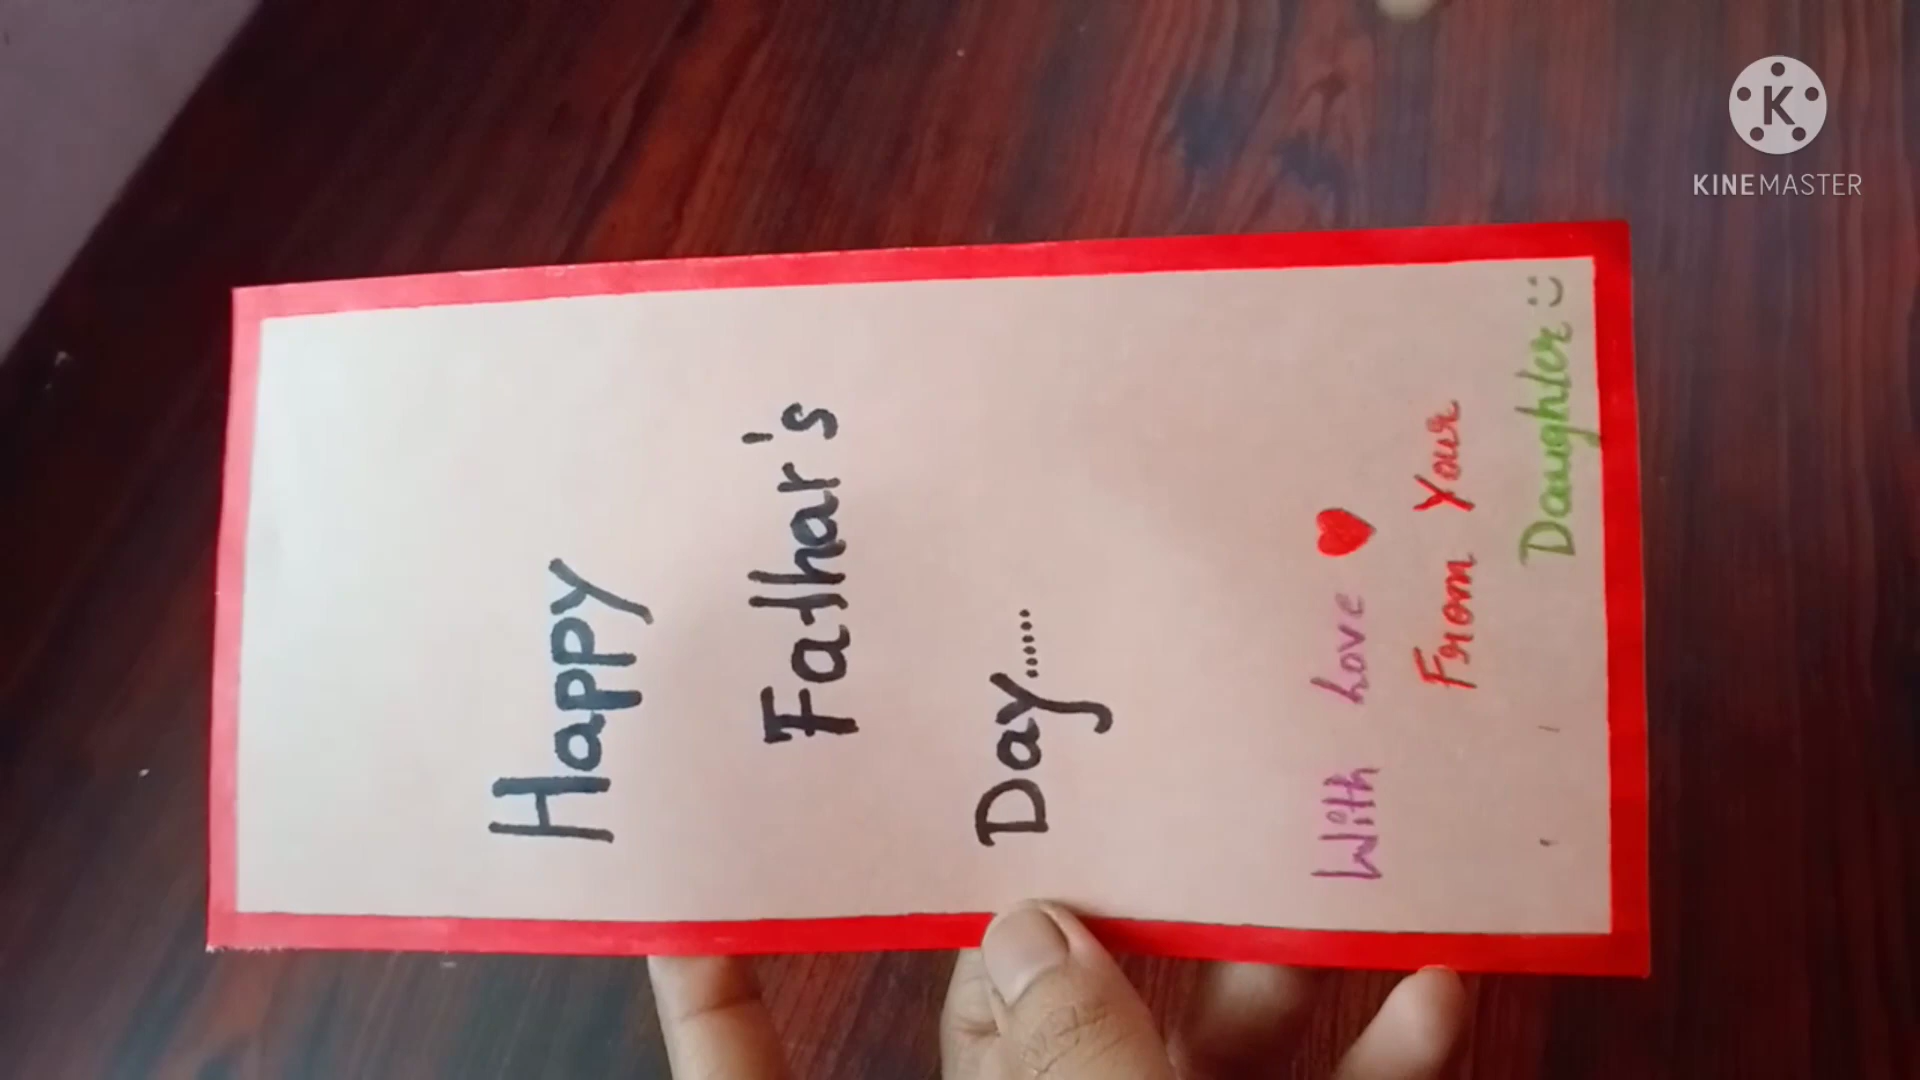 Happy
Fathar's
Day......
With Love ♥
From Your
Daughter :)
KINEMASTER